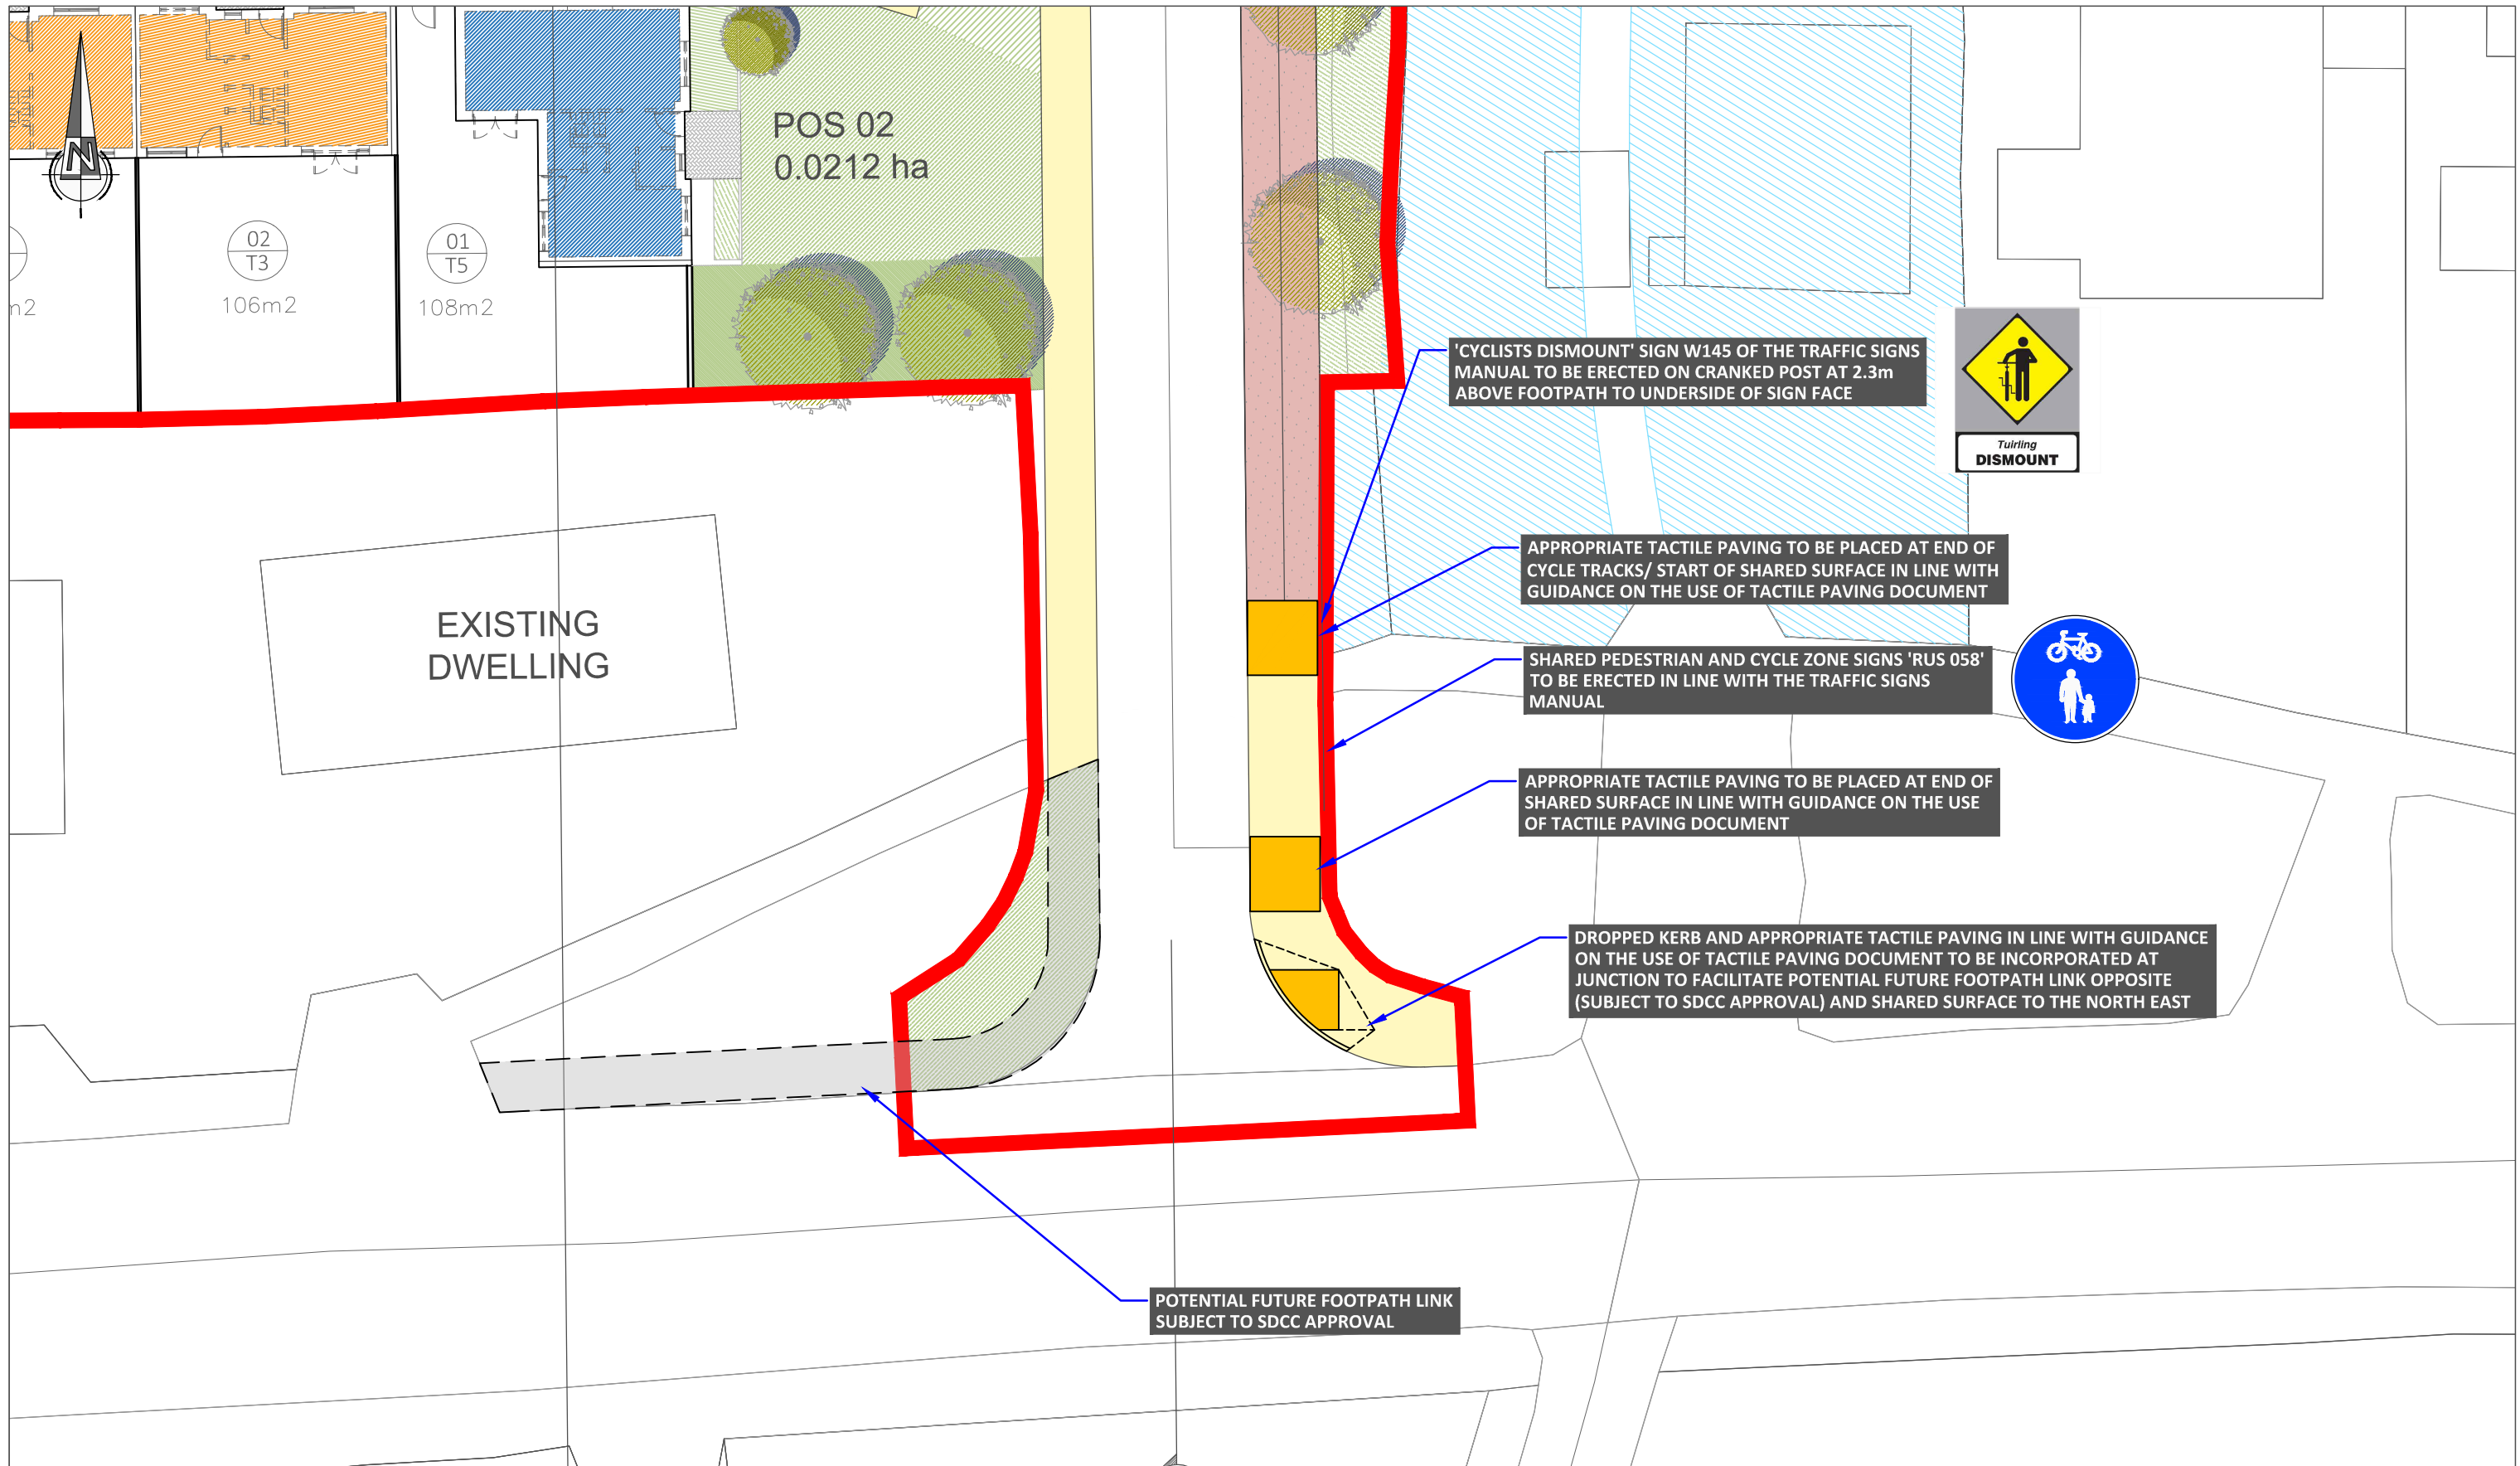 POS 02
0.0212 ha
N
02
T3
106m2
01
T5
108m2
m2
'CYCLISTS DISMOUNT' SIGN W145 OF THE TRAFFIC SIGNS
MANUAL TO BE ERECTED ON CRANKED POST AT 2.3m
ABOVE FOOTPATH TO UNDERSIDE OF SIGN FACE
Tuirling
DISMOUNT
APPROPRIATE TACTILE PAVING TO BE PLACED AT END OF
CYCLE TRACKS/ START OF SHARED SURFACE IN LINE WITH
GUIDANCE ON THE USE OF TACTILE PAVING DOCUMENT
EXISTING
DWELLING
SHARED PEDESTRIAN AND CYCLE ZONE SIGNS 'RUS 058'
TO BE ERECTED IN LINE WITH THE TRAFFIC SIGNS
MANUAL
APPROPRIATE TACTILE PAVING TO BE PLACED AT END OF
SHARED SURFACE IN LINE WITH GUIDANCE ON THE USE
OF TACTILE PAVING DOCUMENT
DROPPED KERB AND APPROPRIATE TACTILE PAVING IN LINE WITH GUIDANCE
ON THE USE OF TACTILE PAVING DOCUMENT TO BE INCORPORATED AT
JUNCTION TO FACILITATE POTENTIAL FUTURE FOOTPATH LINK OPPOSITE
(SUBJECT TO SDCC APPROVAL) AND SHARED SURFACE TO THE NORTH EAST
POTENTIAL FUTURE FOOTPATH LINK
SUBJECT TO SDCC APPROVAL